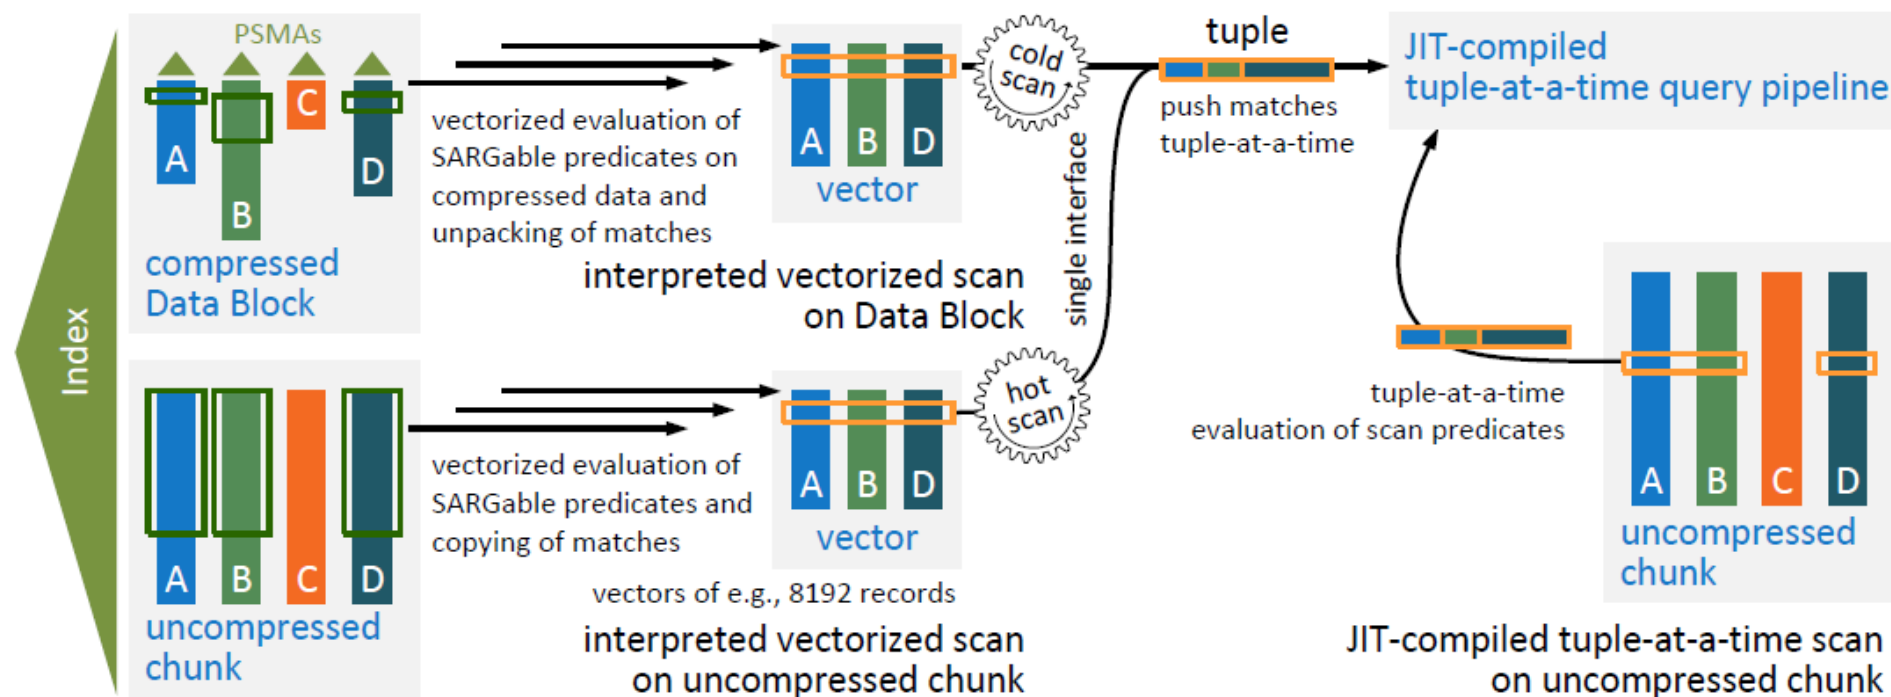 Index
PSMAs
A
B
C
D
compressed
Data Block
vectorized evaluation of
SARGable predicates on
compressed data and
unpacking of matches
A B D
vector
interpreted vectorized scan
on Data Block
cold
scan
single interface
tuple
push matches
tuple-at-a-time
JIT-compiled
tuple-at-a-time query pipeline
A B C D
uncompressed
chunk
vectorized evaluation of
SARGable predicates and
copying of matches
A B D
vector
vectors of e.g., 8192 records
interpreted vectorized scan
on uncompressed chunk
hot
scan
tuple-at-a-time
evaluation of scan predicates
A B C D
uncompressed
chunk
JIT-compiled tuple-at-a-time scan
on uncompressed chunk